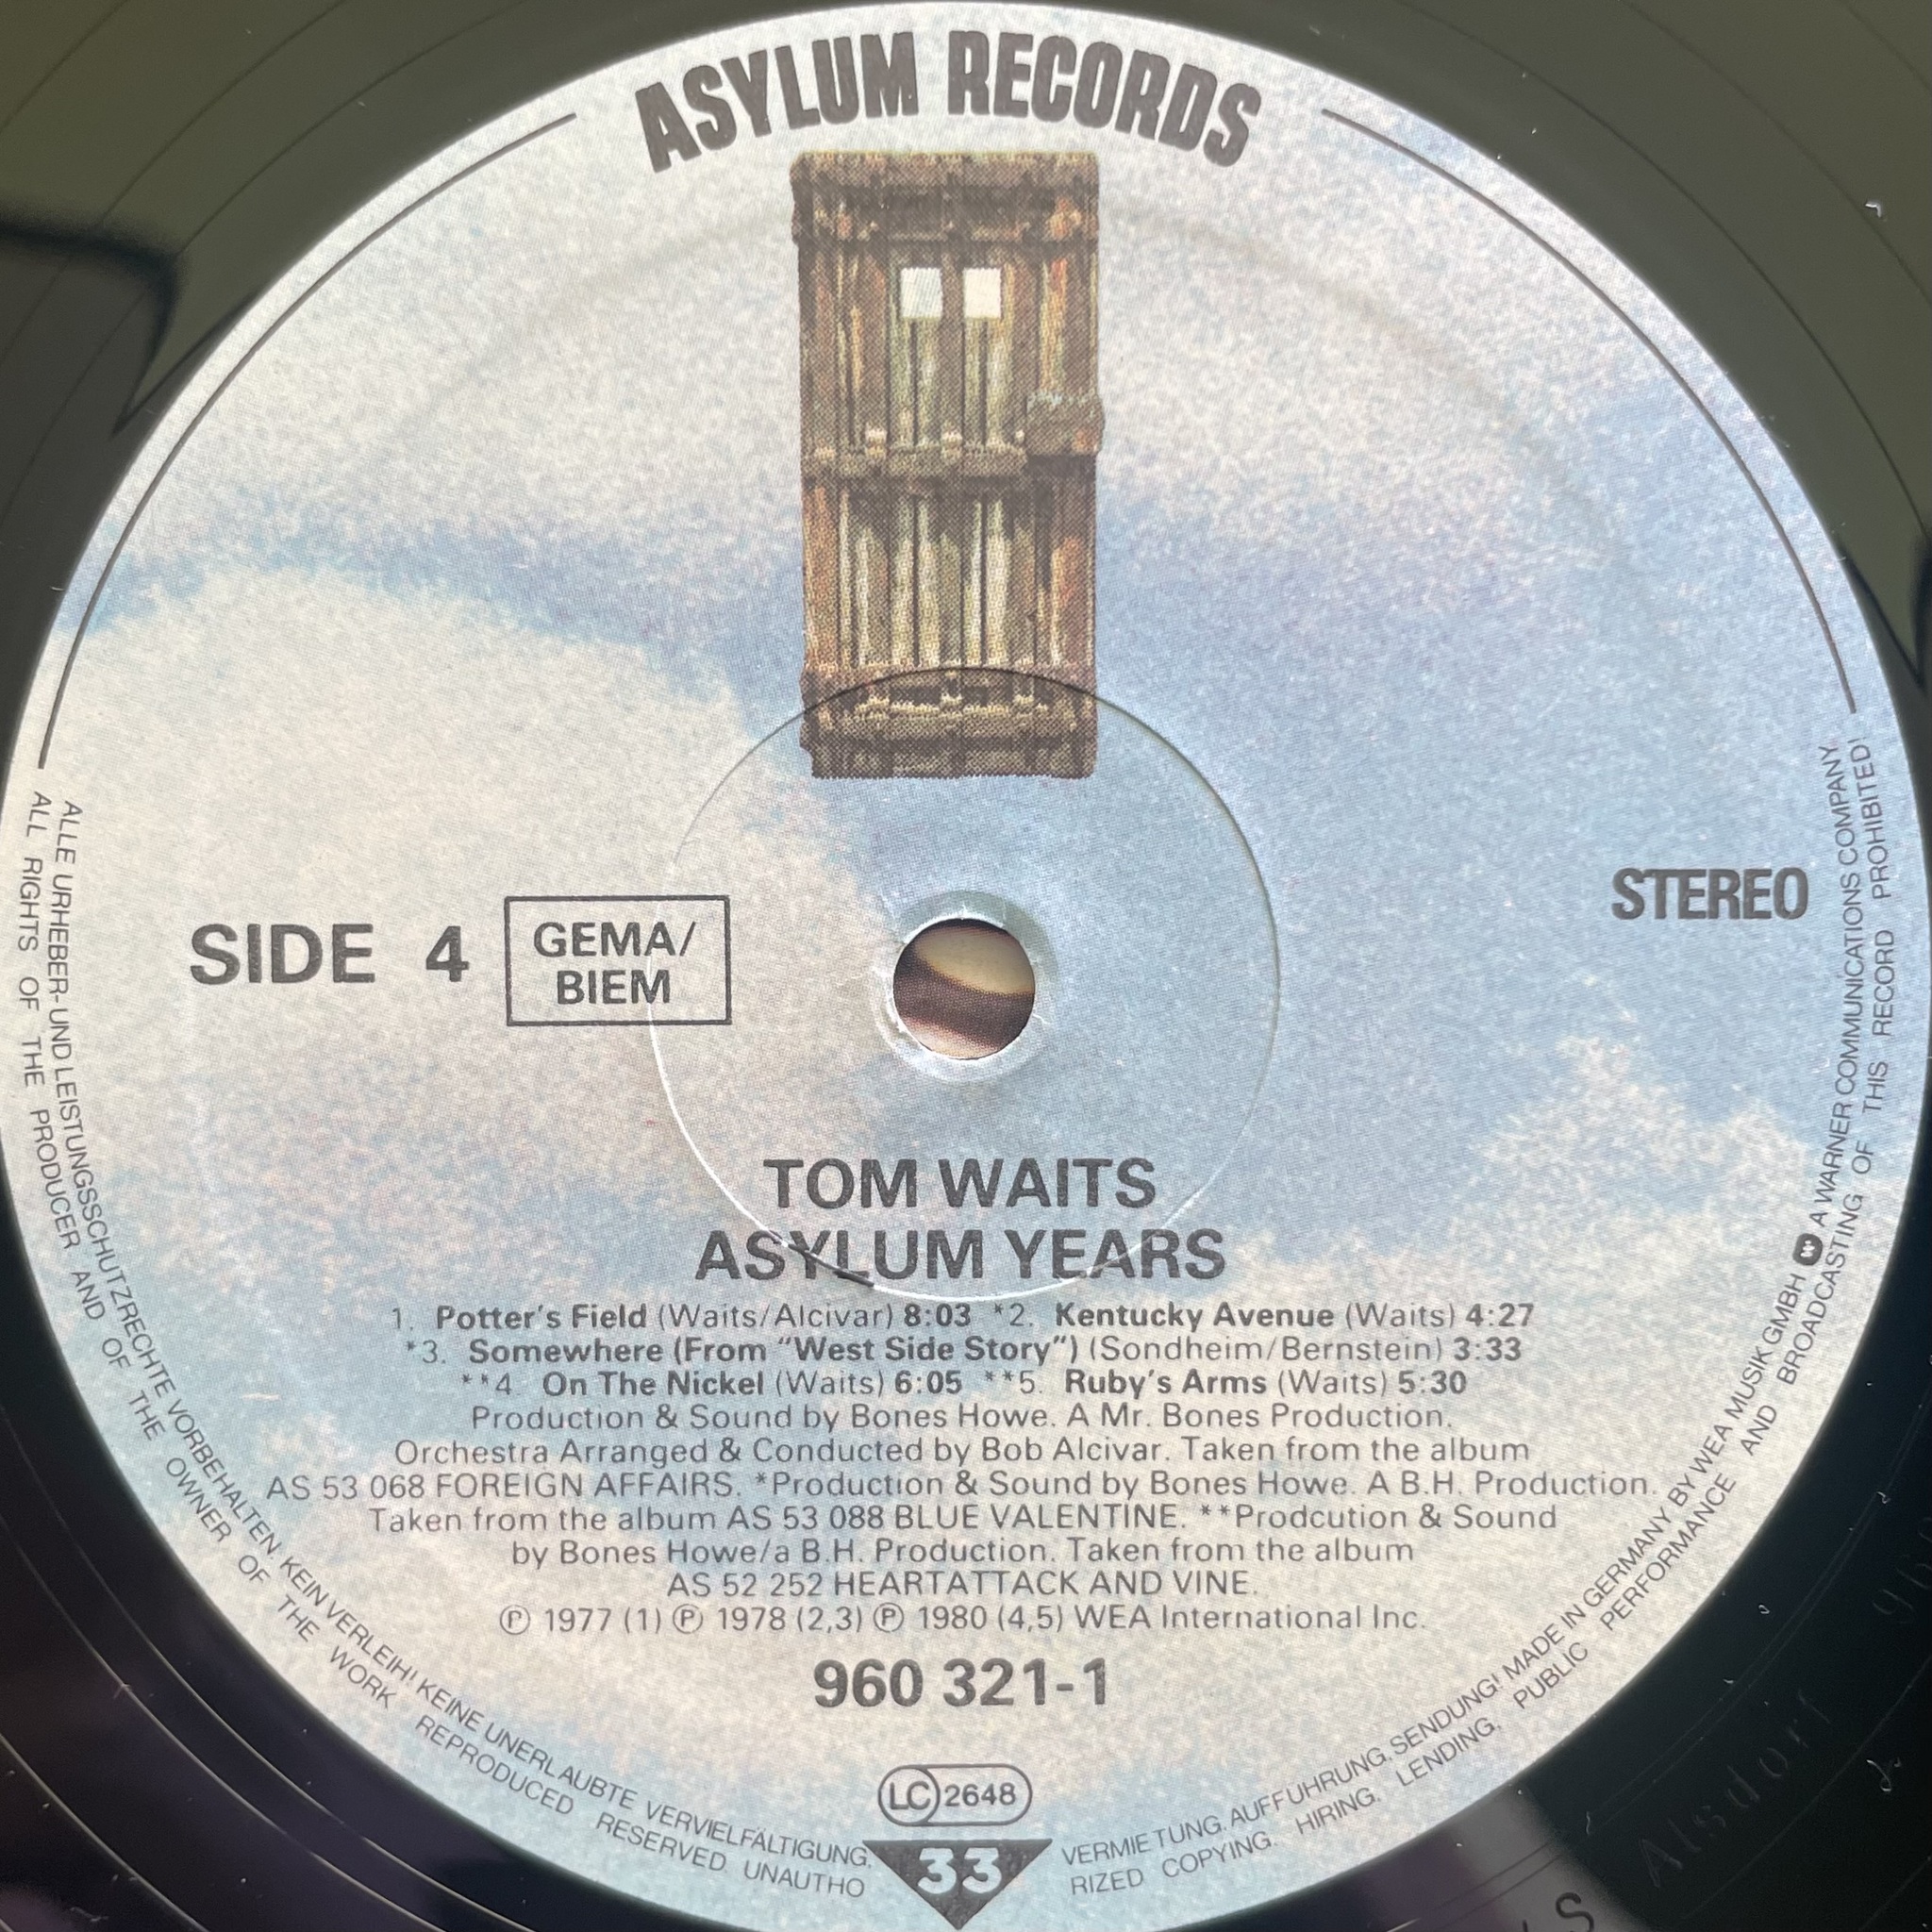 ASYLUM RECORDS
SIDE 4
GEMA/
BIEM
STEREO
TOM WAITS
ASYLUM YEARS
1. Potter's Field (Waits/Alcivar) 8:03 *2. Kentucky Avenue (Waits) 4:27
*3. Somewhere (From "West Side Story") (Sondheim/Bernstein) 3:33
**4. On The Nickel (Waits) 6:05 **5. Ruby's Arms (Waits) 5:30
Production & Sound by Bones Howe. A Mr. Bones Production.
Orchestra Arranged & Conducted by Bob Alcivar. Taken from the album
AS 53 068 FOREIGN AFFAIRS. *Production & Sound by Bones Howe. A B.H. Production.
Taken from the album AS 53 088 BLUE VALENTINE. **Prodcution & Sound
by Bones Howe/a B.H. Production. Taken from the album
AS 52 252 HEARTATTACK AND VINE.
℗ 1977 (1) ℗ 1978 (2,3) ℗ 1980 (4,5) WEA International Inc.
960 321-1
LC 2648
33
ALLE URHEBER- UND LEISTUNGSSCHUTZRECHTE VORBEHALTEN. KEIN VERLEIH! KEINE UNERLAUBTE VERVIELFÄLTIGUNG, VERMIETUNG. AUFFUHRUNG. SENDUNG! MADE IN GERMANY BY WEA MUSIK GMBH A WARNER COMMUNICATIONS COMPANY
ALL RIGHTS OF THE PRODUCER AND OF THE OWNER OF THE WORK REPRODUCED RESERVED. UNAUTHORIZED COPYING. HIRING. LENDING. PUBLIC PERFORMANCE AND BROADCASTING OF THIS RECORD PROHIBITED!
Alsdorf